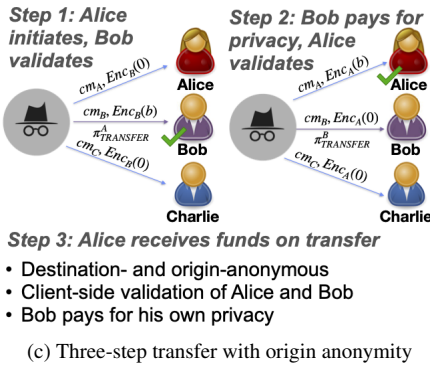 Step 1: Alice initiates, Bob validates
cm_A, Enc_B(0)
Alice
cm_B, Enc_B(b)
π^A_TRANSFER
Bob
cm_C, Enc_B(0)
Charlie
Step 2: Bob pays for privacy, Alice validates
cm_A, Enc_A(b)
Alice
cm_B, Enc_A(0)
π^B_TRANSFER
Bob
cm_C, Enc_A(0)
Charlie
Step 3: Alice receives funds on transfer
• Destination- and origin-anonymous
• Client-side validation of Alice and Bob
• Bob pays for his own privacy
(c) Three-step transfer with origin anonymity